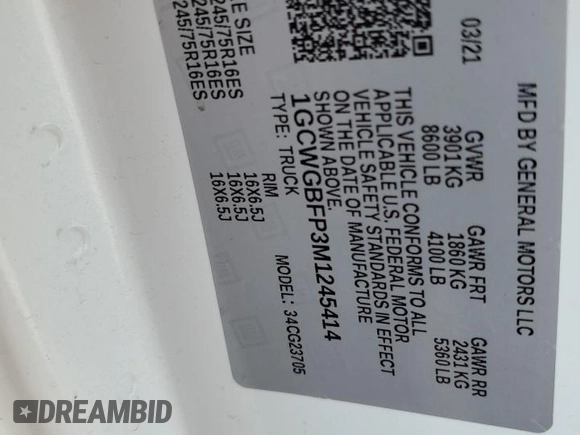 MFD BY GENERAL MOTORS LLC
03/21
GVWR
3901 KG
8600 LB
GAWR FRT
1860 KG
4100 LB
GAWR RR
2431 KG
5360 LB
THIS VEHICLE CONFORMS TO ALL
APPLICABLE U.S. FEDERAL MOTOR
VEHICLE SAFETY STANDARDS IN EFFECT
ON THE DATE OF MANUFACTURE
SHOWN ABOVE.
1GCWGBFP3M1245414
TYPE: TRUCK
MODEL: 34CG23705
SIZE
RIM
245/75R16ES
16X6.5J
245/75R16ES
16X6.5J
245/75R16ES
16X6.5J
DREAMBID